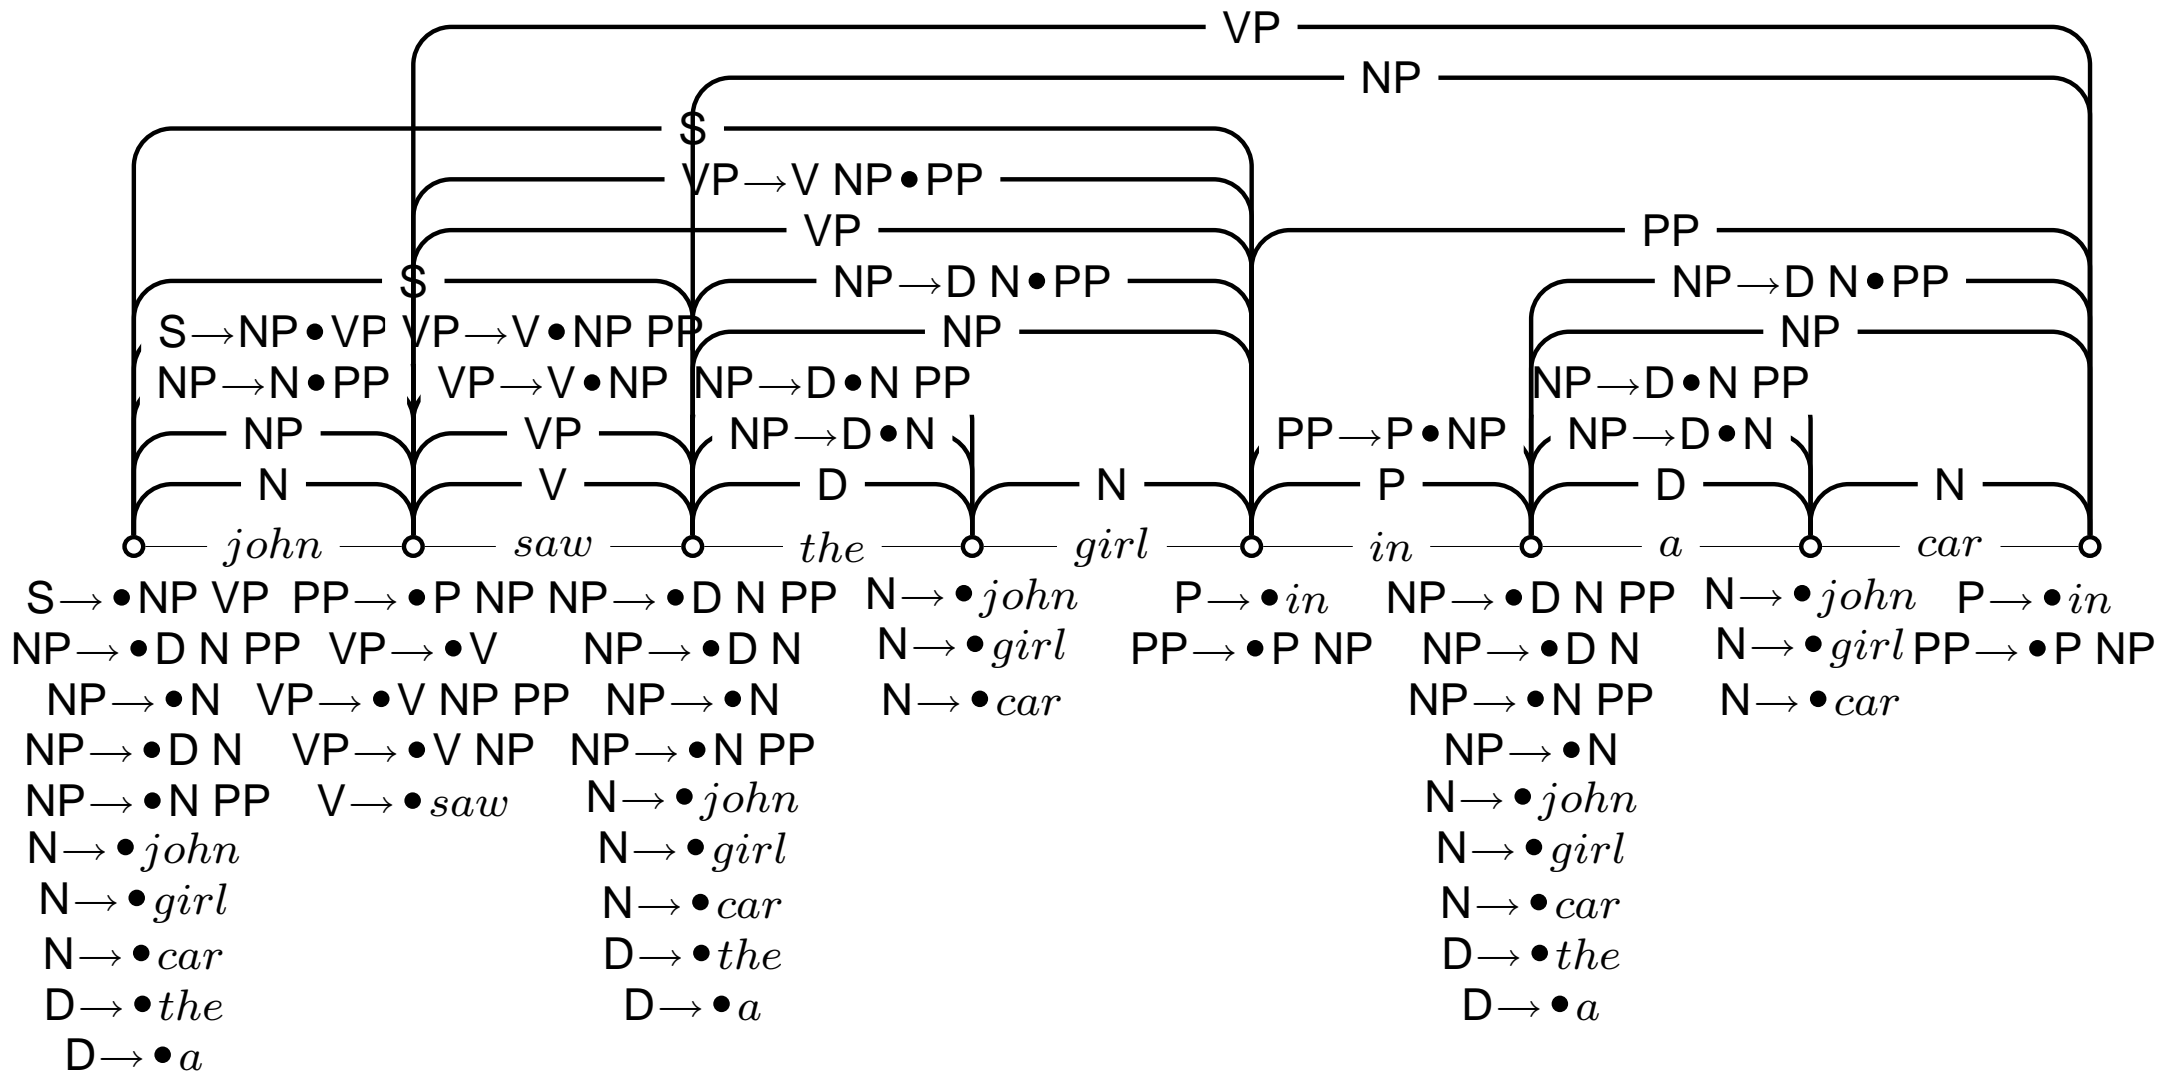 VP
NP
S
VP→V NP•PP
VP PP
S NP→D N•PP NP→D N•PP
S→NP•VP VP→V•NP PP NP NP
NP→N•PP VP→V•NP NP→D•N PP NP→D•N PP
NP VP NP→D•N PP→P•NP NP→D•N
N V D N P D N
john saw the girl in a car
S→•NP VP PP→•P NP NP→•D N PP N→•john P→•in NP→•D N PP N→•john P→•in
NP→•D N PP VP→•V NP→•D N N→•girl PP→•P NP NP→•D N N→•girl PP→•P NP
NP→•N VP→•V NP PP NP→•N N→•car NP→•N PP N→•car
NP→•D N VP→•V NP NP→•N PP NP→•N
NP→•N PP V→•saw N→•john N→•john
N→•john N→•girl N→•girl
N→•girl N→•car N→•car
N→•car D→•the D→•the
D→•the D→•a D→•a
D→•a